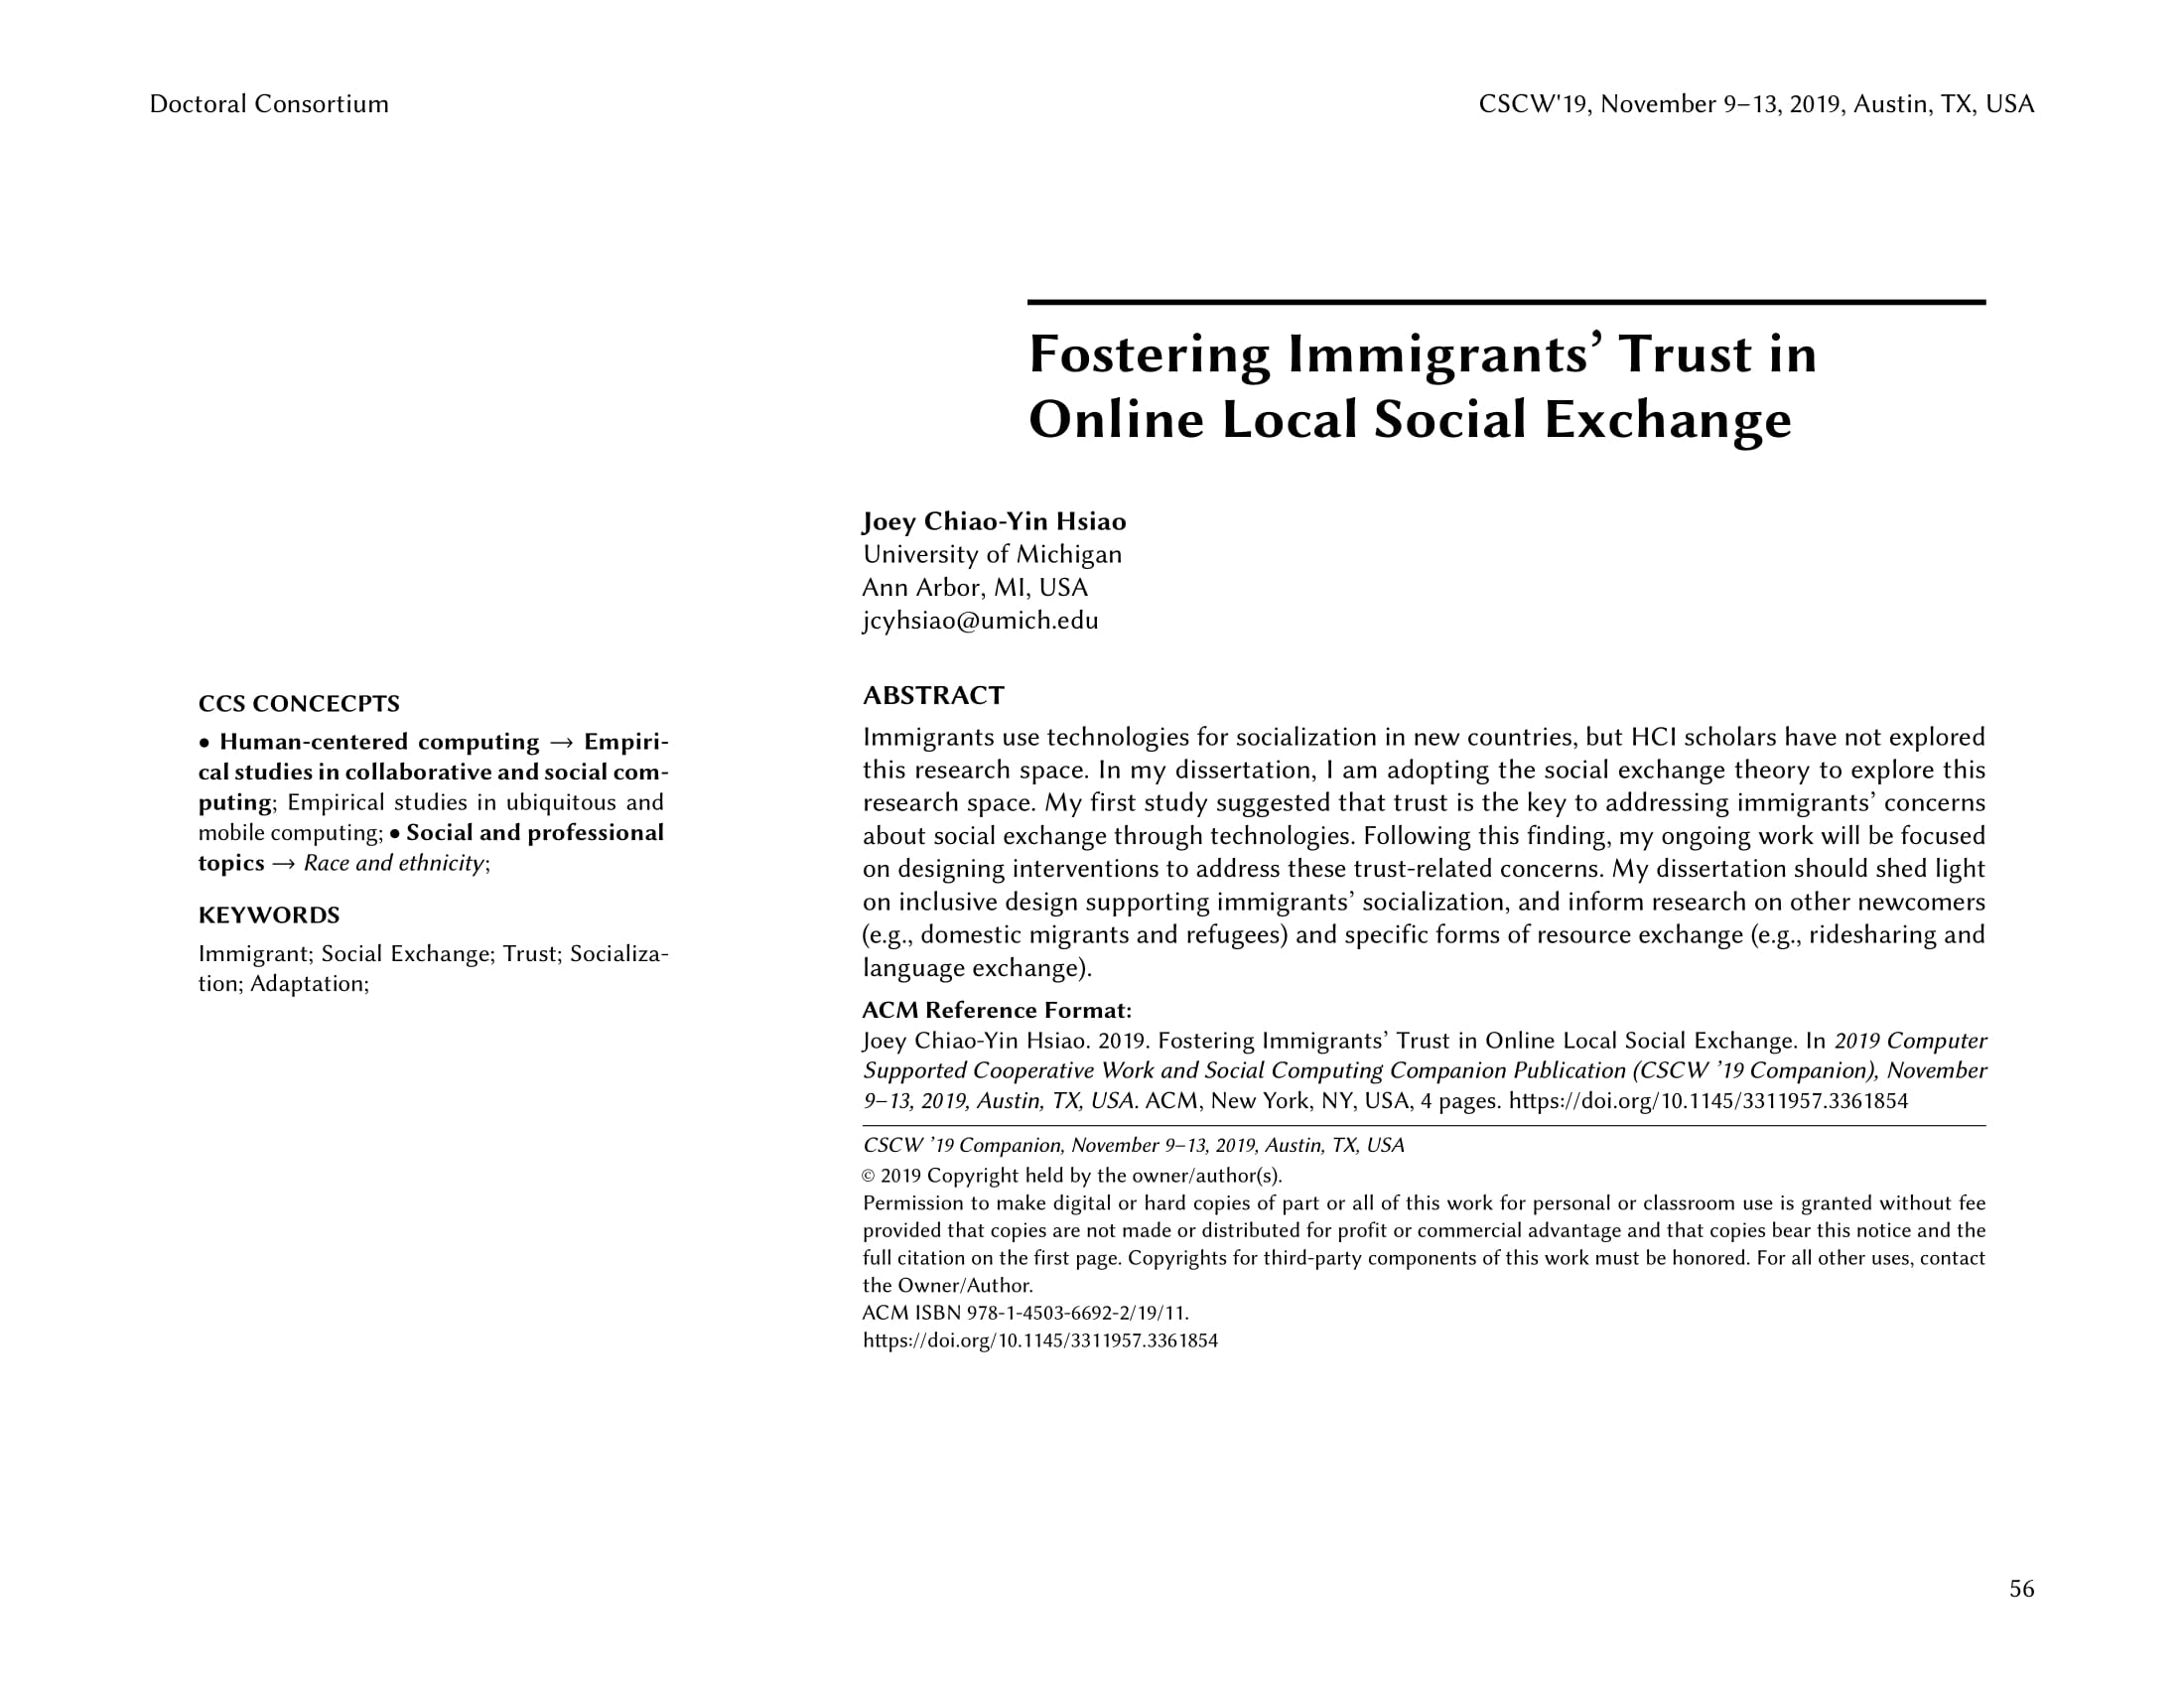 Doctoral Consortium
CSCW'19, November 9–13, 2019, Austin, TX, USA
Fostering Immigrants’ Trust in
Online Local Social Exchange
Joey Chiao-Yin Hsiao
University of Michigan
Ann Arbor, MI, USA
jcyhsiao@umich.edu
CCS CONCECPTS
• Human-centered computing → Empiri-
cal studies in collaborative and social com-
puting; Empirical studies in ubiquitous and
mobile computing; • Social and professional
topics → Race and ethnicity;
KEYWORDS
Immigrant; Social Exchange; Trust; Socializa-
tion; Adaptation;
ABSTRACT
Immigrants use technologies for socialization in new countries, but HCI scholars have not explored
this research space. In my dissertation, I am adopting the social exchange theory to explore this
research space. My first study suggested that trust is the key to addressing immigrants’ concerns
about social exchange through technologies. Following this finding, my ongoing work will be focused
on designing interventions to address these trust-related concerns. My dissertation should shed light
on inclusive design supporting immigrants’ socialization, and inform research on other newcomers
(e.g., domestic migrants and refugees) and specific forms of resource exchange (e.g., ridesharing and
language exchange).
ACM Reference Format:
Joey Chiao-Yin Hsiao. 2019. Fostering Immigrants’ Trust in Online Local Social Exchange. In 2019 Computer
Supported Cooperative Work and Social Computing Companion Publication (CSCW ’19 Companion), November
9–13, 2019, Austin, TX, USA. ACM, New York, NY, USA, 4 pages. https://doi.org/10.1145/3311957.3361854
CSCW ’19 Companion, November 9–13, 2019, Austin, TX, USA
© 2019 Copyright held by the owner/author(s).
Permission to make digital or hard copies of part or all of this work for personal or classroom use is granted without fee
provided that copies are not made or distributed for profit or commercial advantage and that copies bear this notice and the
full citation on the first page. Copyrights for third-party components of this work must be honored. For all other uses, contact
the Owner/Author.
ACM ISBN 978-1-4503-6692-2/19/11.
https://doi.org/10.1145/3311957.3361854
56